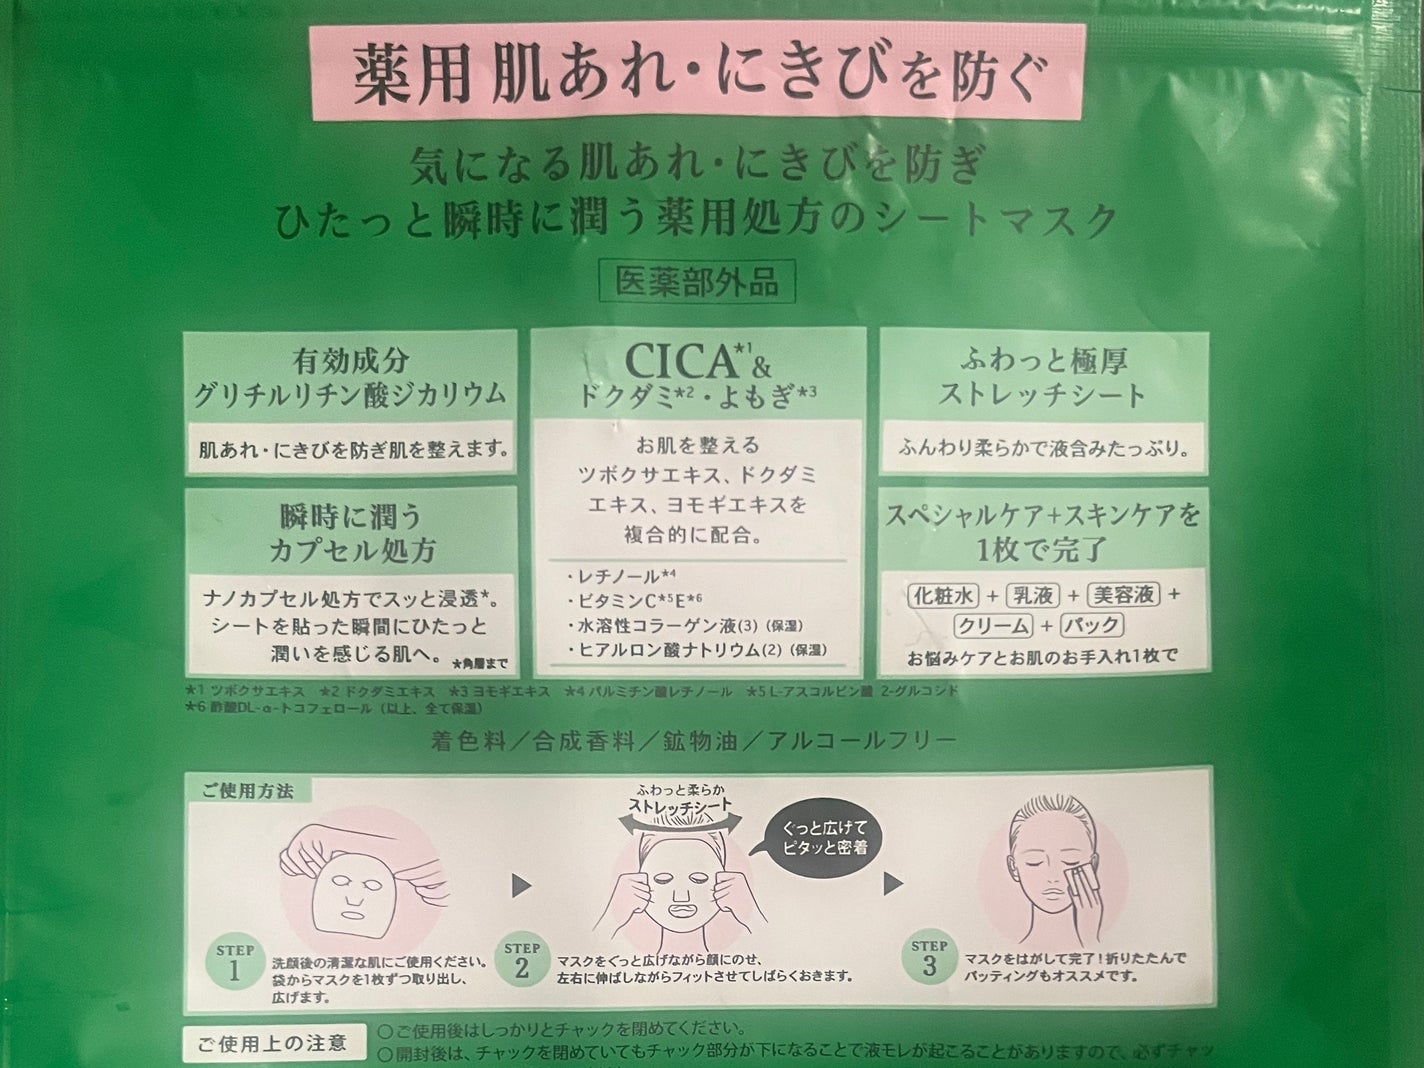 薬用 肌あれ・にきびを防ぐ
気になる肌あれ・にきびを防ぎ
ひたっと瞬時に潤う薬用処方のシートマスク
医薬部外品
有効成分
グリチルリチン酸ジカリウム
肌あれ・にきびを防ぎ肌を整えます。
瞬時に潤う
カプセル処方
ナノカプセル処方でスッと浸透★。
シートを貼った瞬間にひたっと
潤いを感じる肌へ。 ★角層まで
CICA★1&
ドクダミ★2・よもぎ★3
お肌を整える
ツボクサエキス、ドクダミ
エキス、ヨモギエキスを
複合的に配合。
・レチノール★4
・ビタミンC★5E★6
・水溶性コラーゲン液(3)（保湿）
・ヒアルロン酸ナトリウム(2)（保湿）
ふわっと極厚
ストレッチシート
ふんわり柔らかで液含みたっぷり。
スペシャルケア+スキンケアを
1枚で完了
化粧水 + 乳液 + 美容液 +
クリーム + パック
お悩みケアとお肌のお手入れ1枚で
★1 ツボクサエキス ★2 ドクダミエキス ★3 ヨモギエキス ★4 パルミチン酸レチノール ★5 L-アスコルビン酸 2-グルコシド
★6 酢酸DL-α-トコフェロール（以上、全て保湿）
着色料／合成香料／鉱物油／アルコールフリー
ご使用方法
ふわっと柔らか
ストレッチシート
ぐっと広げて
ピタッと密着
STEP
1
洗顔後の清潔な肌にご使用ください。
袋からマスクを1枚ずつ取り出し、
広げます。
STEP
2
マスクをぐっと広げながら顔にのせ、
左右に伸ばしながらフィットさせてしばらくおきます。
STEP
3
マスクをはがして完了！折りたたんで
パッティングもオススメです。
ご使用上の注意
〇ご使用後はしっかりとチャックを閉めてください。
〇開封後は、チャックを閉めていてもチャック部分が下になることで液モレが起こることがありますので、必ずチャッ